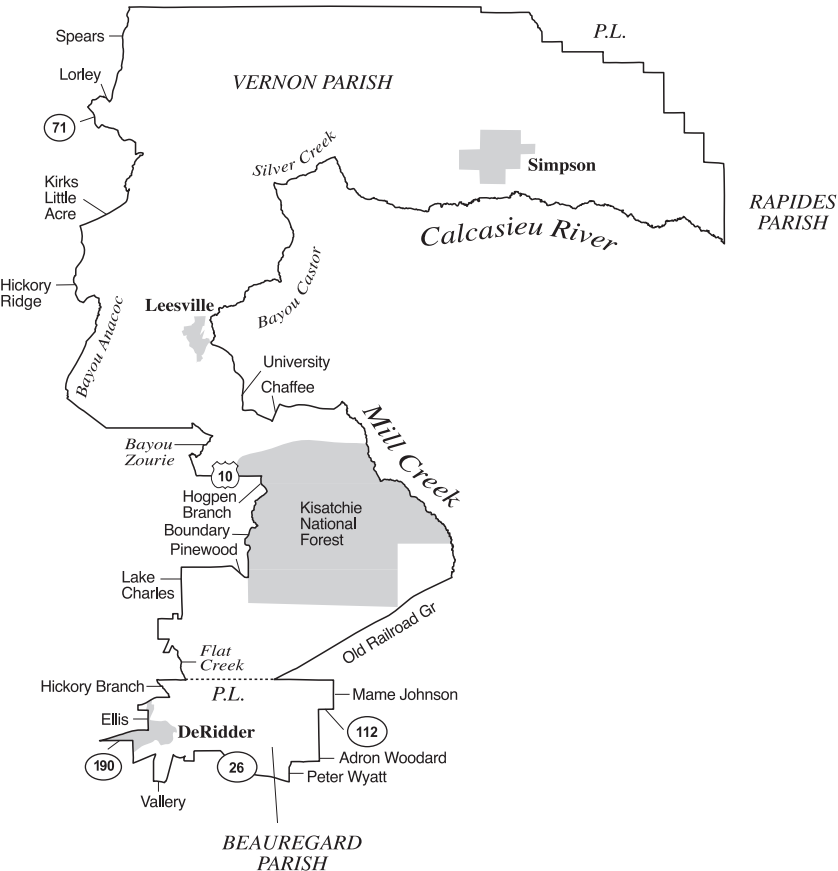 P.L.
Spears
Lorley
VERNON PARISH
71
Silver Creek
Simpson
Kirks
Little
Acre
RAPIDES
PARISH
Calcasieu River
Hickory
Ridge
Bayou Castor
Leesville
Bayou Anacoc
University
Chaffee
Mill Creek
Bayou
Zourie
10
Hogpen
Branch
Kisatchie
National
Forest
Boundary
Pinewood
Lake
Charles
Old Railroad Gr
Flat
Creek
Hickory Branch
P.L.
Mame Johnson
Ellis
DeRidder
112
190
26
Adron Woodard
Peter Wyatt
Vallery
BEAUREGARD
PARISH